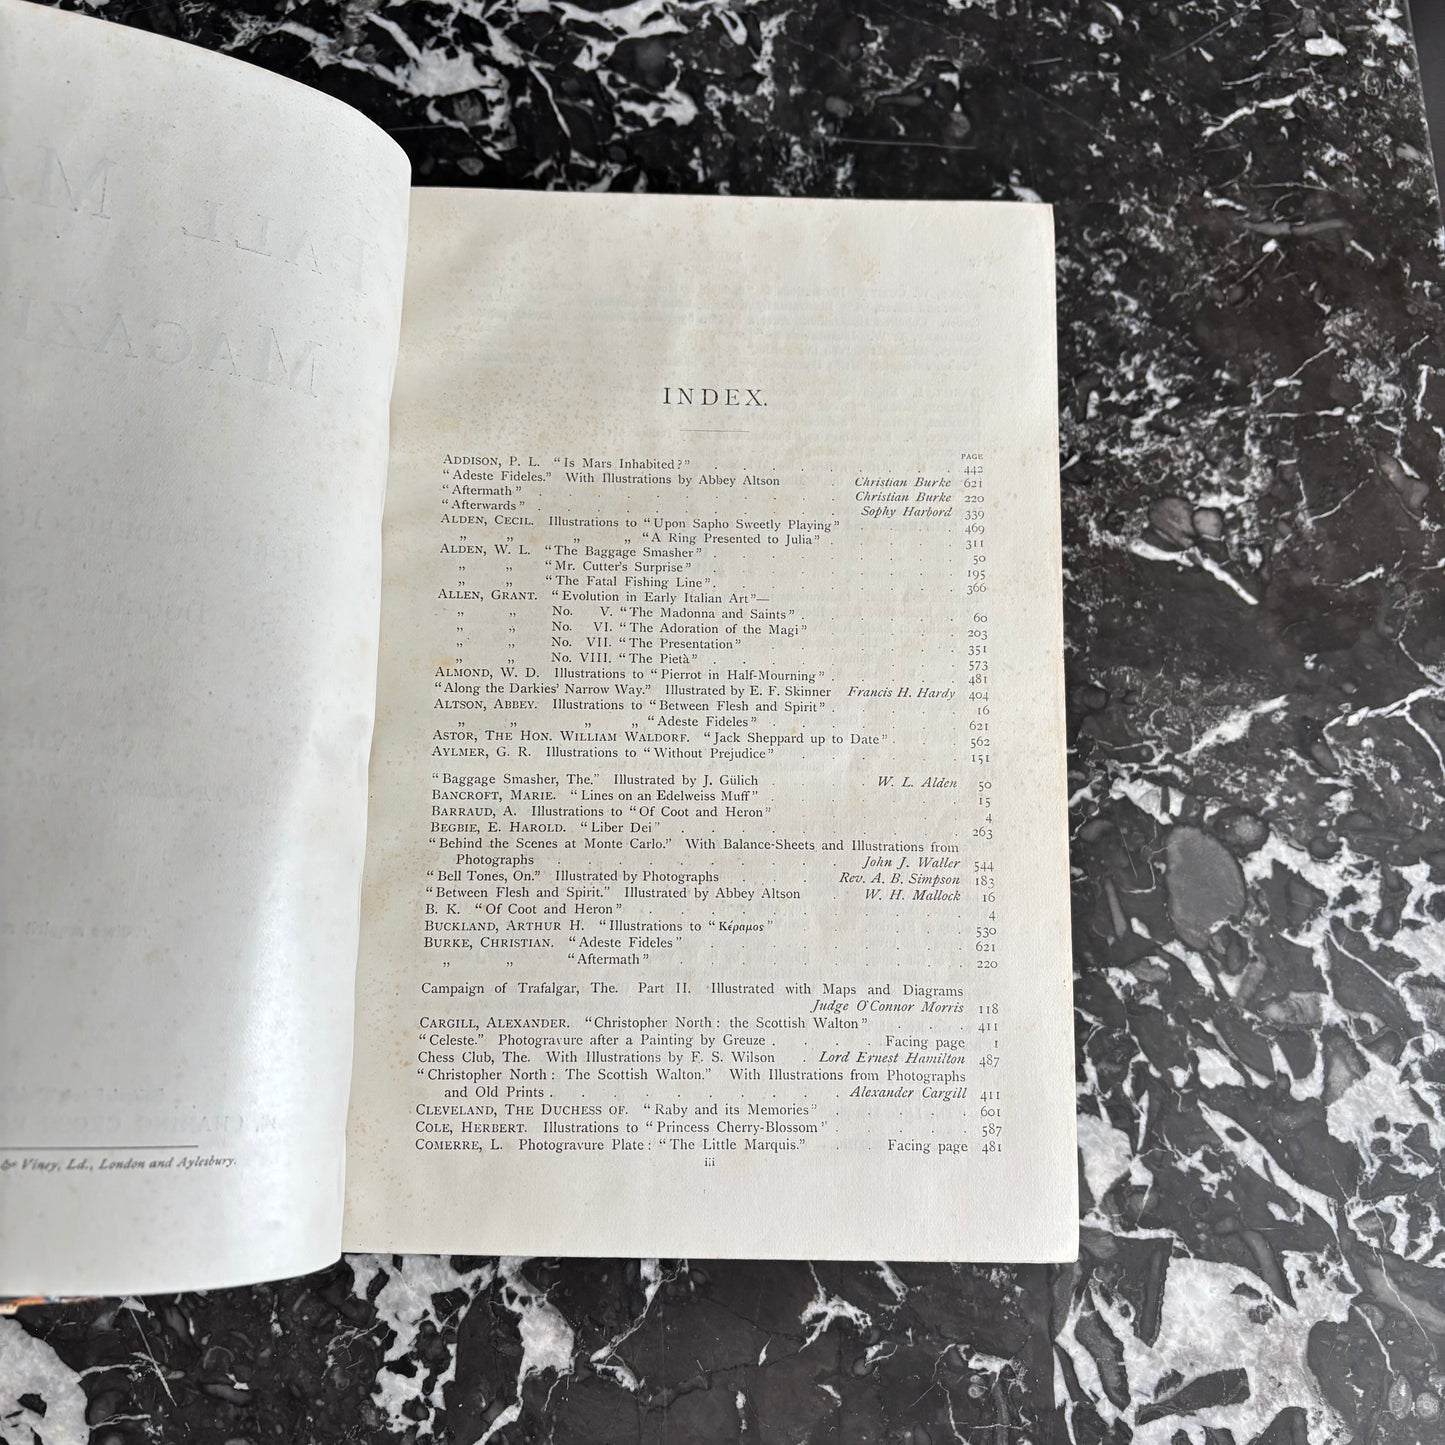 & Viney, Ld., London and Aylesbury.
INDEX.
PAGE
ADDISON, P. L. “Is Mars Inhabited?” . . . . . . . . . 442
“Adeste Fideles.” With Illustrations by Abbey Altson . Christian Burke 621
“Aftermath” . . . . . . . . . . . Christian Burke 220
“Afterwards” . . . . . . . . . . . Sophy Harbord 339
ALDEN, CECIL. Illustrations to “Upon Sapho Sweetly Playing” . . . . 469
„ „ „ „ “A Ring Presented to Julia” . . . . . 311
ALDEN, W. L. “The Baggage Smasher” . . . . . . . . . 50
„ „ “Mr. Cutter's Surprise” . . . . . . . . . 195
„ „ “The Fatal Fishing Line” . . . . . . . . . 366
ALLEN, GRANT. “Evolution in Early Italian Art”—
„ „ No. V. “The Madonna and Saints” . . . . . . 60
„ „ No. VI. “The Adoration of the Magi” . . . . . 203
„ „ No. VII. “The Presentation” . . . . . . . 351
„ „ No. VIII. “The Pietà” . . . . . . . . . 573
ALMOND, W. D. Illustrations to “Pierrot in Half-Mourning” . . . . . 481
“Along the Darkies' Narrow Way.” Illustrated by E. F. Skinner Francis H. Hardy 404
ALTSON, ABBEY. Illustrations to “Between Flesh and Spirit” . . . . . 16
„ „ „ „ “Adeste Fideles” . . . . . . . 621
ASTOR, THE HON. WILLIAM WALDORF. “Jack Sheppard up to Date” . . . 562
AYLMER, G. R. Illustrations to “Without Prejudice” . . . . . . 151
“Baggage Smasher, The.” Illustrated by J. Gülich . . . . W. L. Alden 50
BANCROFT, MARIE. “Lines on an Edelweiss Muff” . . . . . . . 15
BARRAUD, A. Illustrations to “Of Coot and Heron” . . . . . . . 4
BEGBIE, E. HAROLD. “Liber Dei” . . . . . . . . . . 263
“Behind the Scenes at Monte Carlo.” With Balance-Sheets and Illustrations from
Photographs . . . . . . . . . . . John J. Waller 544
“Bell Tones, On.” Illustrated by Photographs . . . . Rev. A. B. Simpson 183
“Between Flesh and Spirit.” Illustrated by Abbey Altson . W. H. Mallock 16
B. K. “Of Coot and Heron” . . . . . . . . . . . 4
BUCKLAND, ARTHUR H. “Illustrations to “Κέραμος” . . . . . . . 530
BURKE, CHRISTIAN. “Adeste Fideles” . . . . . . . . . 621
„ „ “Aftermath” . . . . . . . . . . 220
Campaign of Trafalgar, The. Part II. Illustrated with Maps and Diagrams
Judge O'Connor Morris 118
CARGILL, ALEXANDER. “Christopher North: the Scottish Walton” . . . 411
“Celeste.” Photogravure after a Painting by Greuze . . . . Facing page 1
Chess Club, The. With Illustrations by F. S. Wilson . Lord Ernest Hamilton 487
“Christopher North: The Scottish Walton.” With Illustrations from Photographs
and Old Prints . . . . . . . . . . Alexander Cargill 411
CLEVELAND, THE DUCHESS OF. “Raby and its Memories” . . . . . 601
COLE, HERBERT. Illustrations to “Princess Cherry-Blossom” . . . . . 587
COMERRE, L. Photogravure Plate: “The Little Marquis.” . . Facing page 481
iii